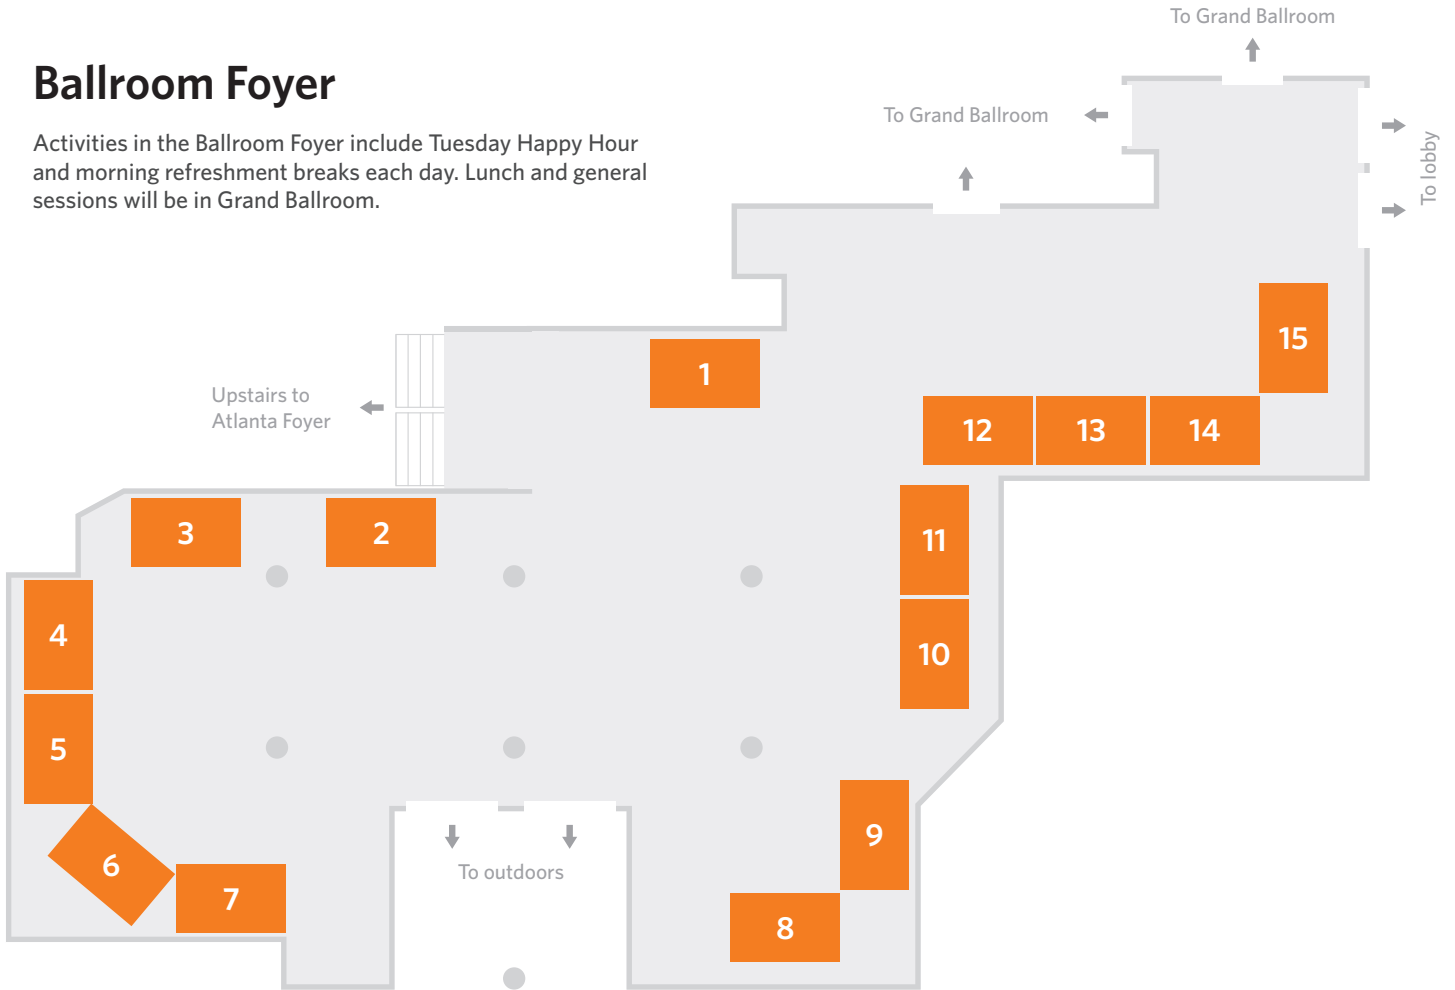 To Grand Ballroom
Ballroom Foyer
To Grand Ballroom
Activities in the Ballroom Foyer include Tuesday Happy Hour
and morning refreshment breaks each day. Lunch and general
sessions will be in Grand Ballroom.
To lobby
15
1
Upstairs to
Atlanta Foyer
12
13
14
3
2
11
4
10
5
9
6
To outdoors
7
8